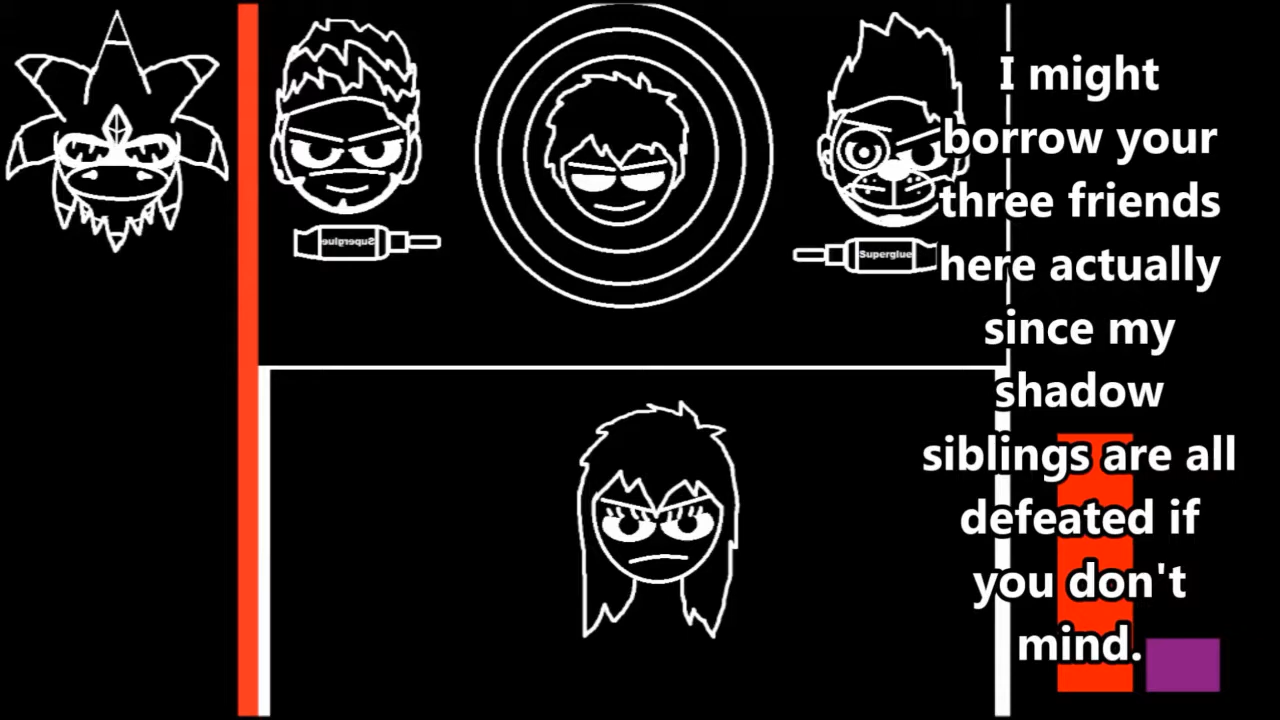 I might
borrow your
three friends
here actually
since my
shadow
siblings are all
defeated if
you don't
mind.
Superglue
Superglue